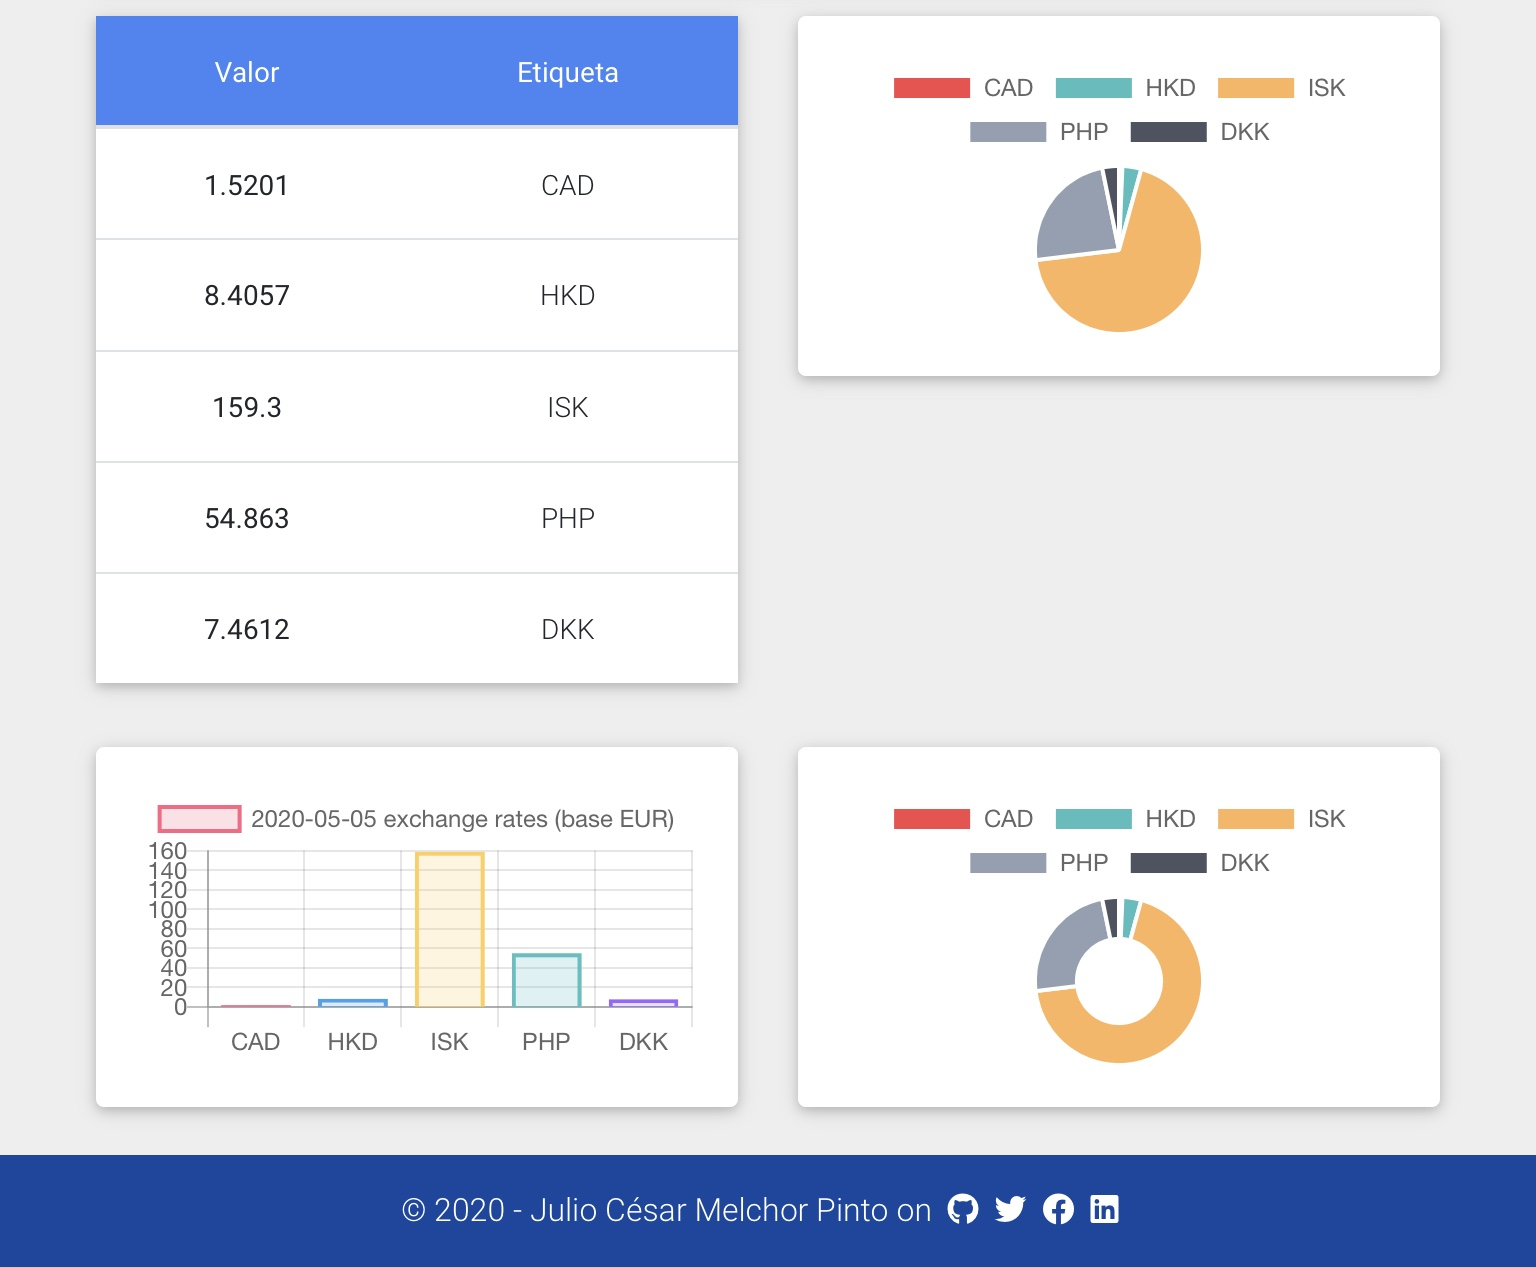 Valor Etiqueta
1.5201 CAD
8.4057 HKD
159.3 ISK
54.863 PHP
7.4612 DKK
CAD HKD ISK
PHP DKK
2020-05-05 exchange rates (base EUR)
160
140
120
100
80
60
40
20
0
CAD HKD ISK PHP DKK
CAD HKD ISK
PHP DKK
© 2020 - Julio César Melchor Pinto on